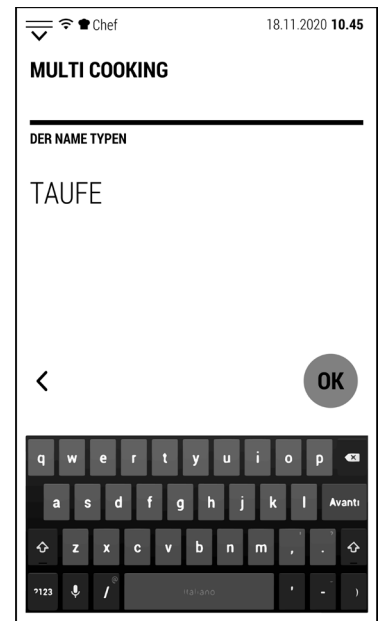 Chef 18.11.2020 10.45
MULTI COOKING
DER NAME TYPEN
TAUFE
OK
q w e r t y u i o p
a s d f g h j k l Avanti
z x c v b n m , .
?123 / @ Italiano ' - )